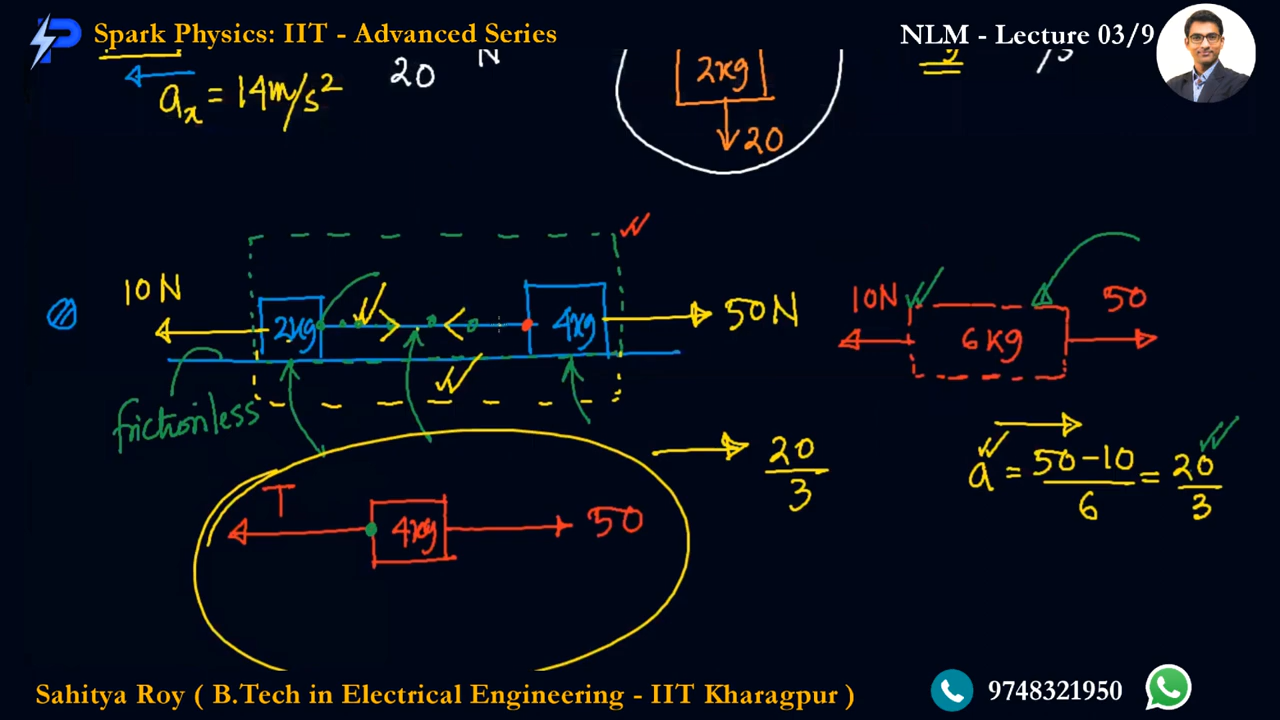 Spark Physics: IIT - Advanced Series
NLM - Lecture 03/9
aₓ = 14m/s²
20
N
2kg
20
10N
2kg
4kg
50N
frictionless
10N
6kg
50
T
4kg
50
20/3
a = (50-10)/6 = 20/3
Sahitya Roy ( B.Tech in Electrical Engineering - IIT Kharagpur )
9748321950